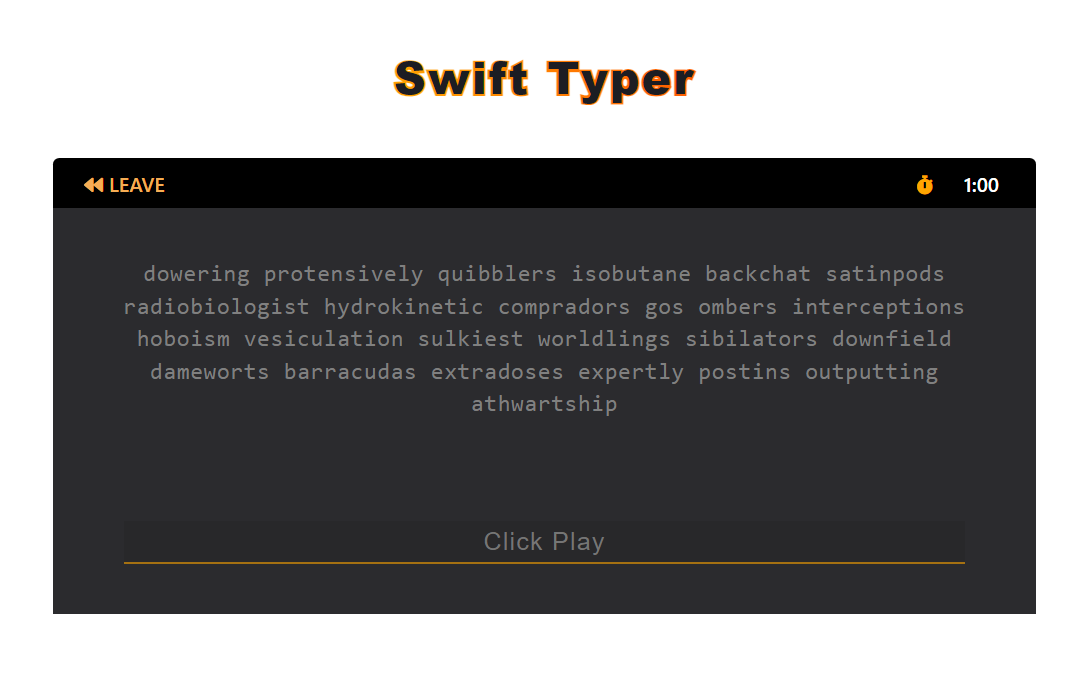 Swift Typer
LEAVE 1:00
dowering protensively quibblers isobutane backchat satinpods
radiobiologist hydrokinetic compradors gos ombers interceptions
hoboism vesiculation sulkiest worldlings sibilators downfield
dameworts barracudas extradoses expertly postins outputting
athwartship
Click Play